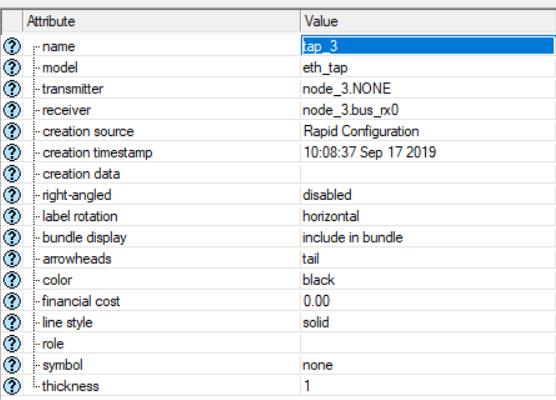 Attribute Value
name tap_3
model eth_tap
transmitter node_3.NONE
receiver node_3.bus_rx0
creation source Rapid Configuration
creation timestamp 10:08:37 Sep 17 2019
creation data
right-angled disabled
label rotation horizontal
bundle display include in bundle
arrowheads tail
color black
financial cost 0.00
line style solid
role
symbol none
thickness 1